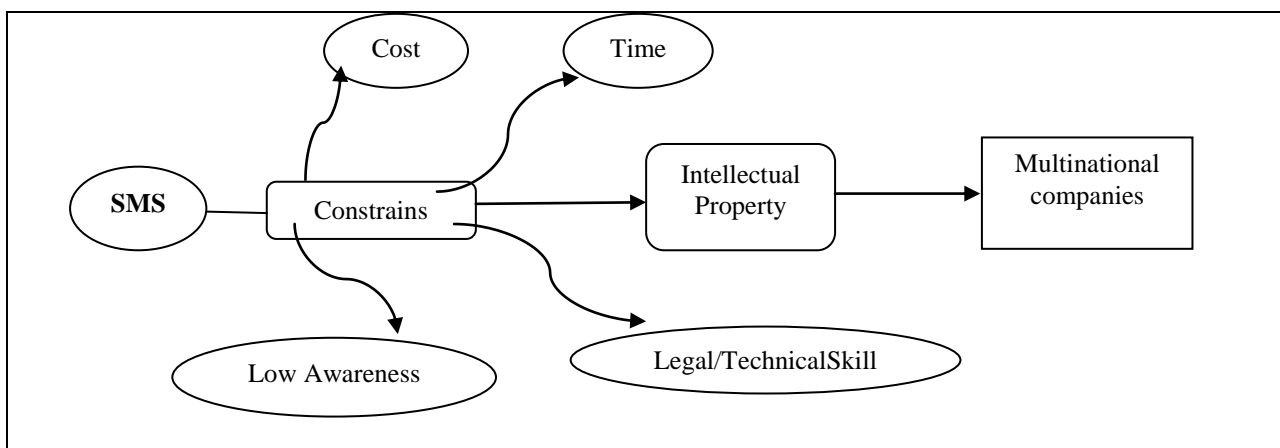 Cost
Time
SMS
Constrains
Intellectual
Property
Multinational
companies
Low Awareness
Legal/TechnicalSkill